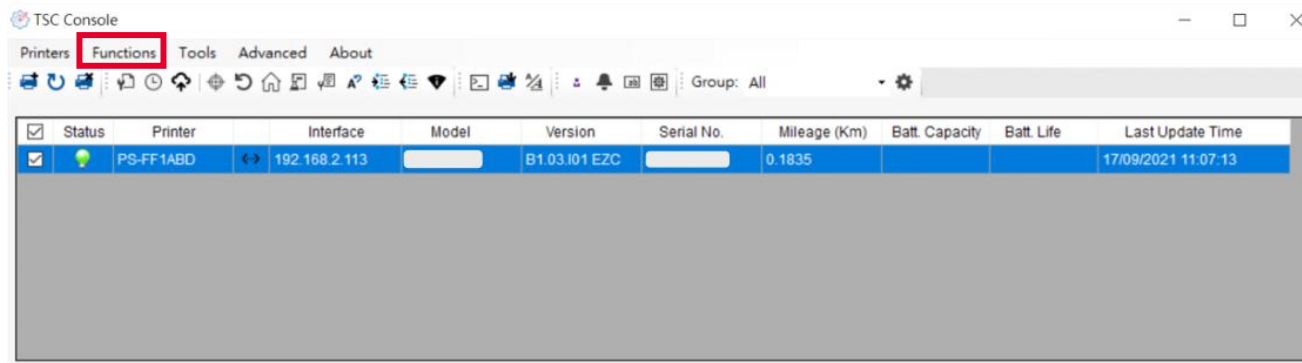 TSC Console
Printers Functions Tools Advanced About
Group: All
Status Printer Interface Model Version Serial No. Mileage (Km) Batt. Capacity Batt. Life Last Update Time
PS-FF1ABD 192.168.2.113 B1.03.I01 EZC 0.1835 17/09/2021 11:07:13